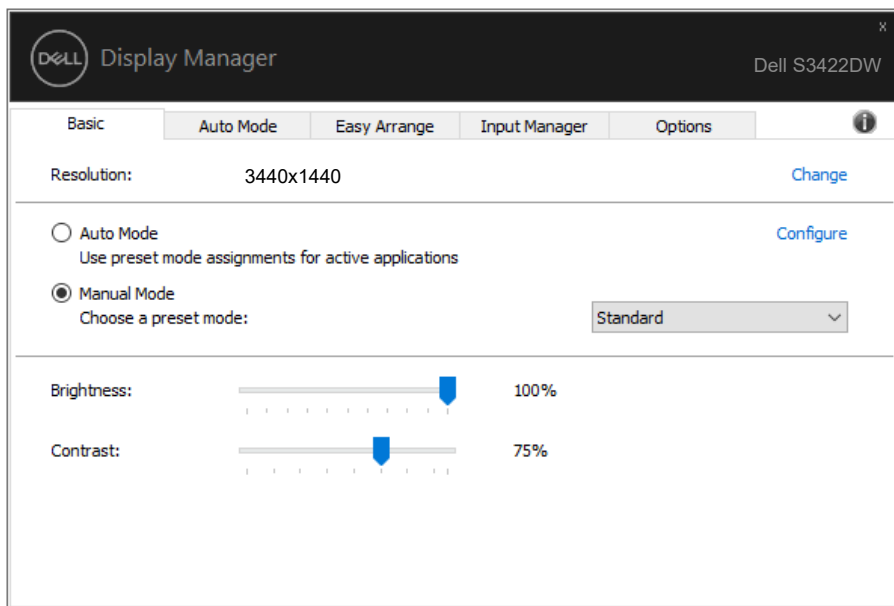 x
DELL Display Manager
Dell S3422DW
Basic Auto Mode Easy Arrange Input Manager Options i
Resolution: 3440x1440 Change
Auto Mode Configure
Use preset mode assignments for active applications
Manual Mode
Choose a preset mode: Standard
Brightness: 100%
Contrast: 75%